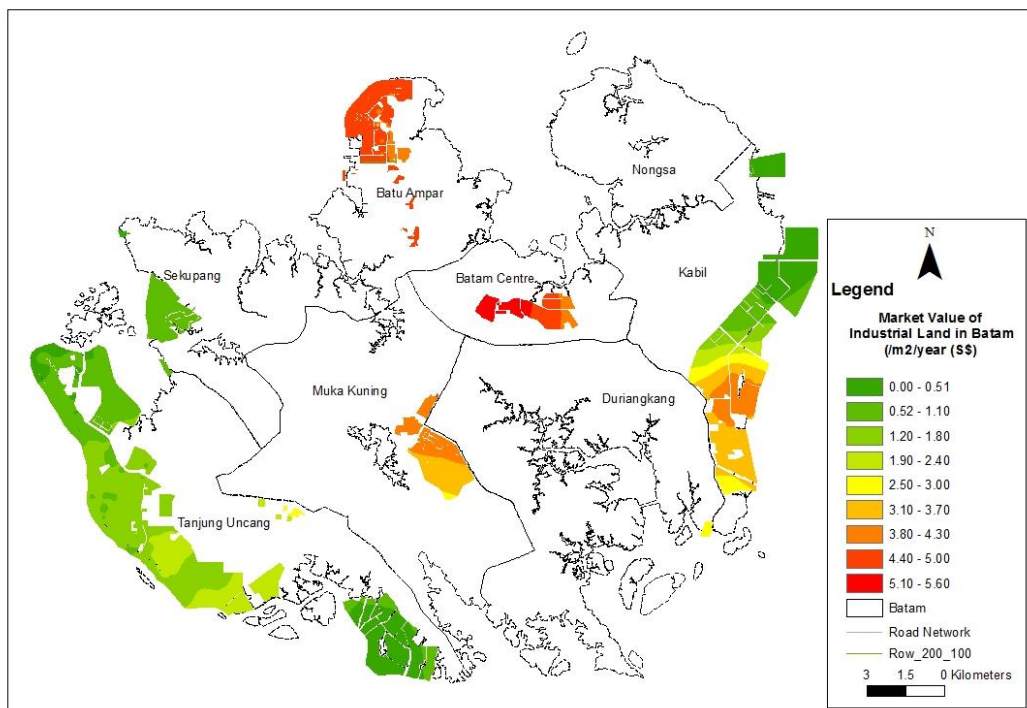 Nongsa
Batu Ampar
Sekupang
Batam Centre
Kabil
Muka Kuning
Duriangkang
Tanjung Uncang
N
Legend
Market Value of
Industrial Land in Batam
(/m2/year (S$)
0.00 - 0.51
0.52 - 1.10
1.20 - 1.80
1.90 - 2.40
2.50 - 3.00
3.10 - 3.70
3.80 - 4.30
4.40 - 5.00
5.10 - 5.60
Batam
Road Network
Row_200_100
3 1.5 0 Kilometers